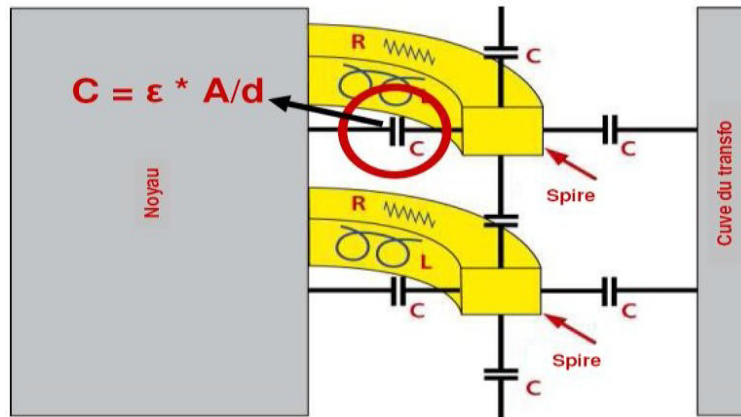 R
C
C = ε * A/d
L
C
C
Spire
Noyau
Cuve du transfo
R
C
L
C
C
Spire
C